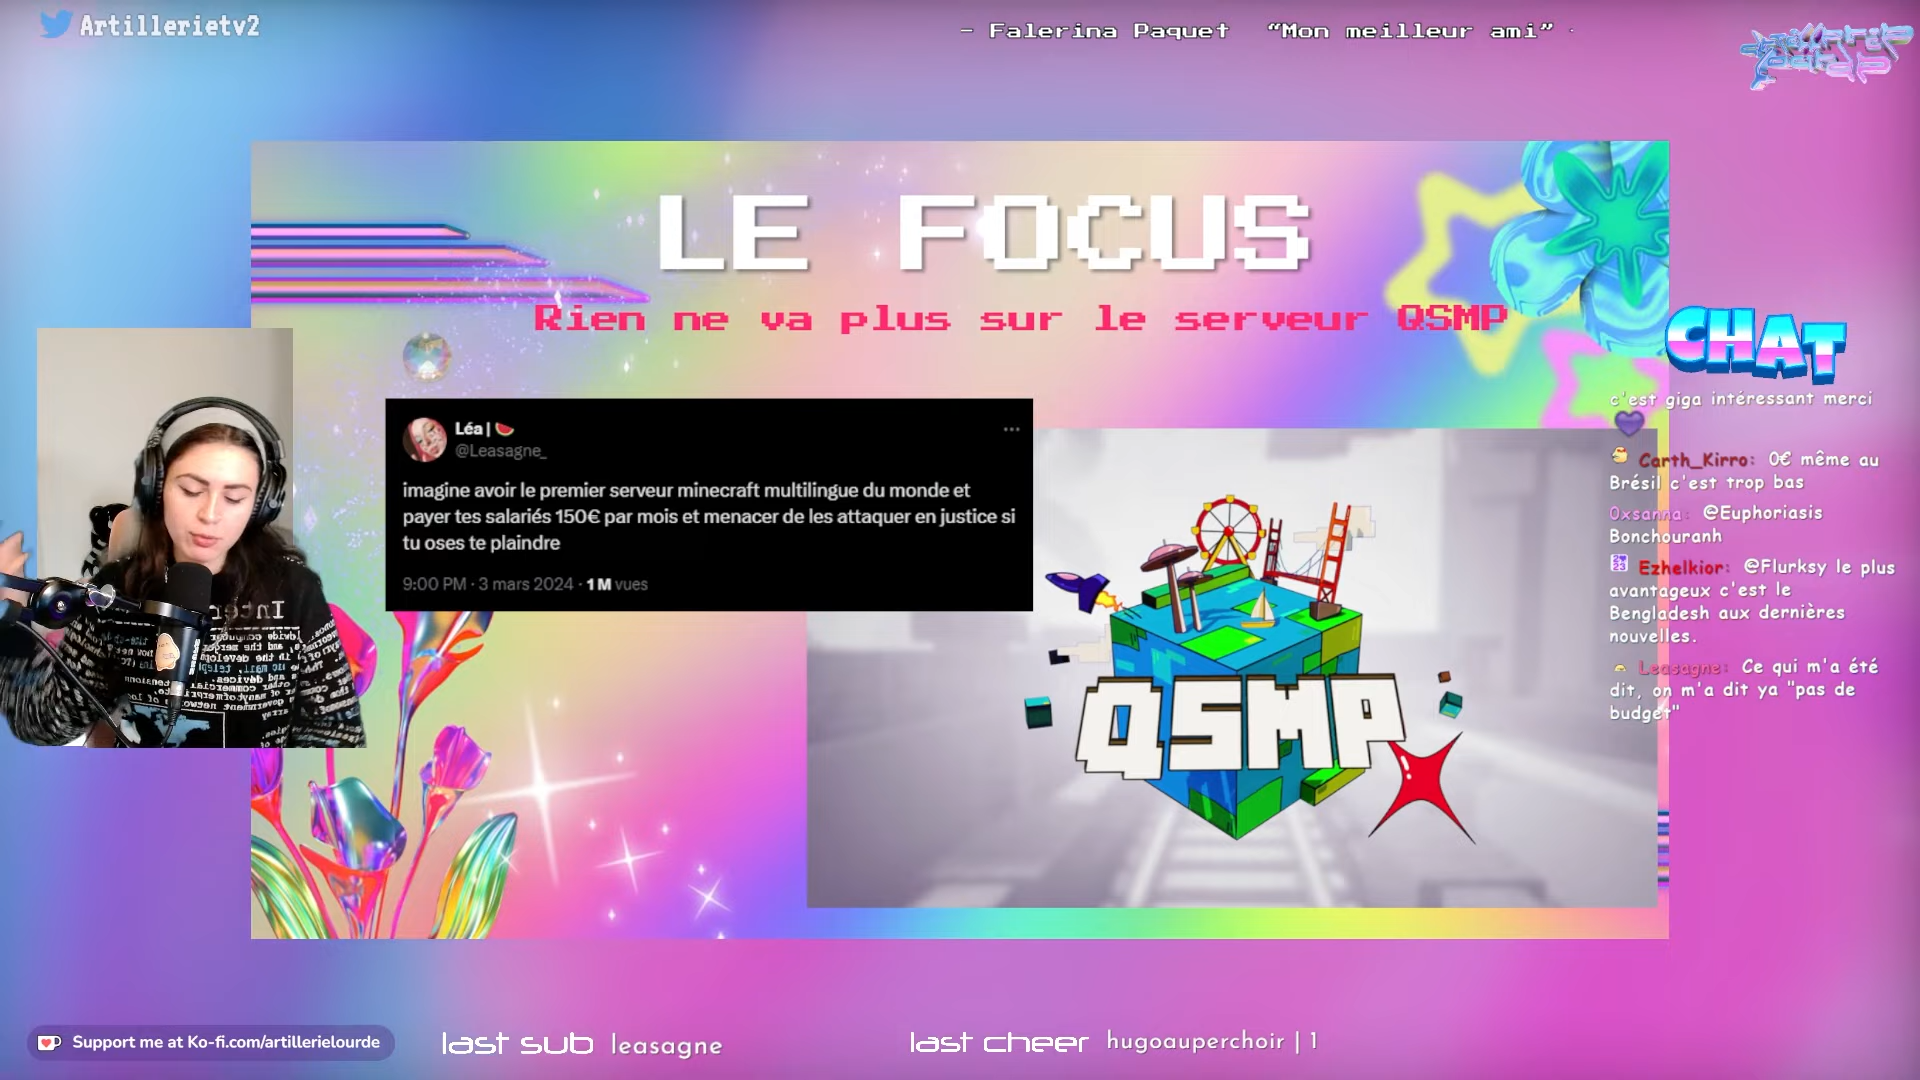 Artillerietv2
- Falerina Paquet “Mon meilleur ami” ·
LE FOCUS
Rien ne va plus sur le serveur QSMP
CHAT
c'est giga intéressant merci
Carth_Kirro: 0€ même au
Brésil c'est trop bas
Oxsanna: @Euphoriasis
Bonchouranh
Ezhelkior: @Flurksy le plus
avantageux c'est le
Bengladesh aux dernières
nouvelles.
Leasagne: Ce qui m'a été
dit, on m'a dit ya "pas de
budget"
Léa |
@Leasagne_
imagine avoir le premier serveur minecraft multilingue du monde et
payer tes salariés 150€ par mois et menacer de les attaquer en justice si
tu oses te plaindre
9:00 PM · 3 mars 2024 · 1 M vues
QSMP
Support me at Ko-fi.com/artillerielourde
last sub leasagne
last cheer hugoauperchoir | 1